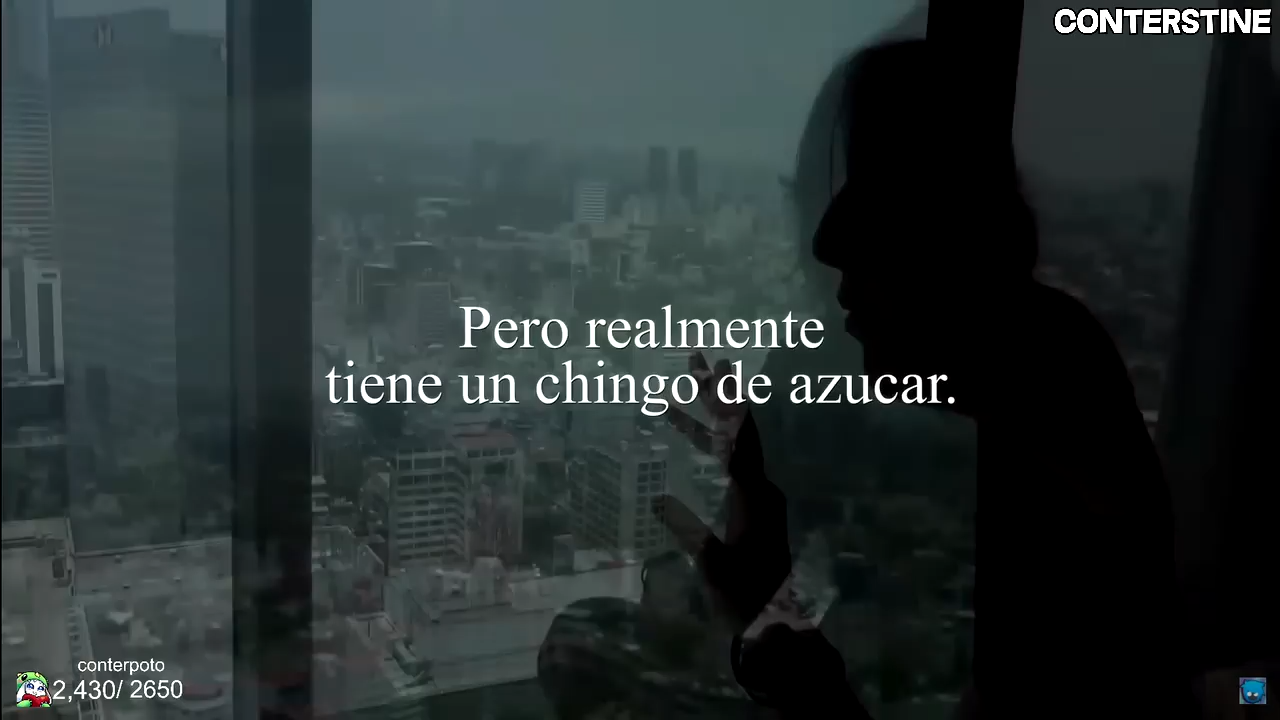 CONTERSTINE
Pero realmente
tiene un chingo de azucar.
conterpoto
2,430/ 2650